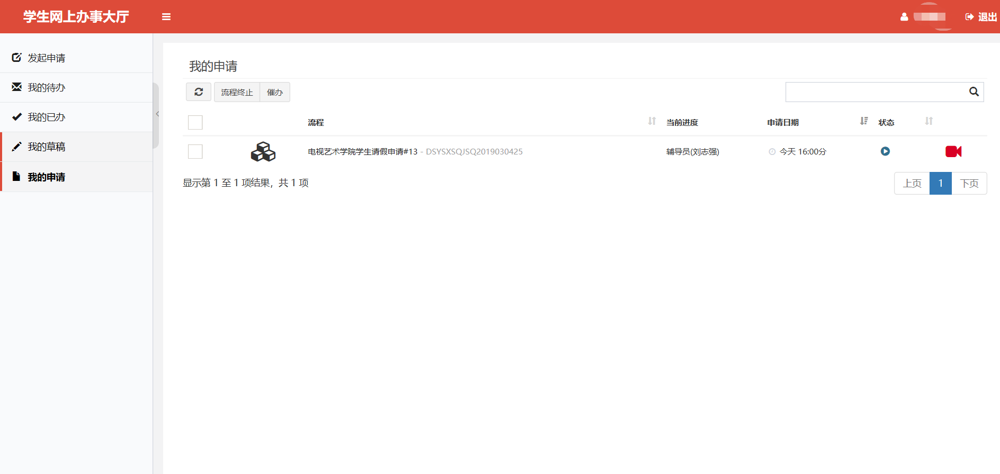 学生网上办事大厅
退出
发起申请
我的待办
我的已办
我的草稿
我的申请
我的申请
流程终止 催办
流程 当前进度 申请日期 状态
电视艺术学院学生请假申请#13 - DSYSXSQJSQ2019030425 辅导员(刘志强) 今天 16:00分
显示第 1 至 1 项结果，共 1 项
上页 1 下页